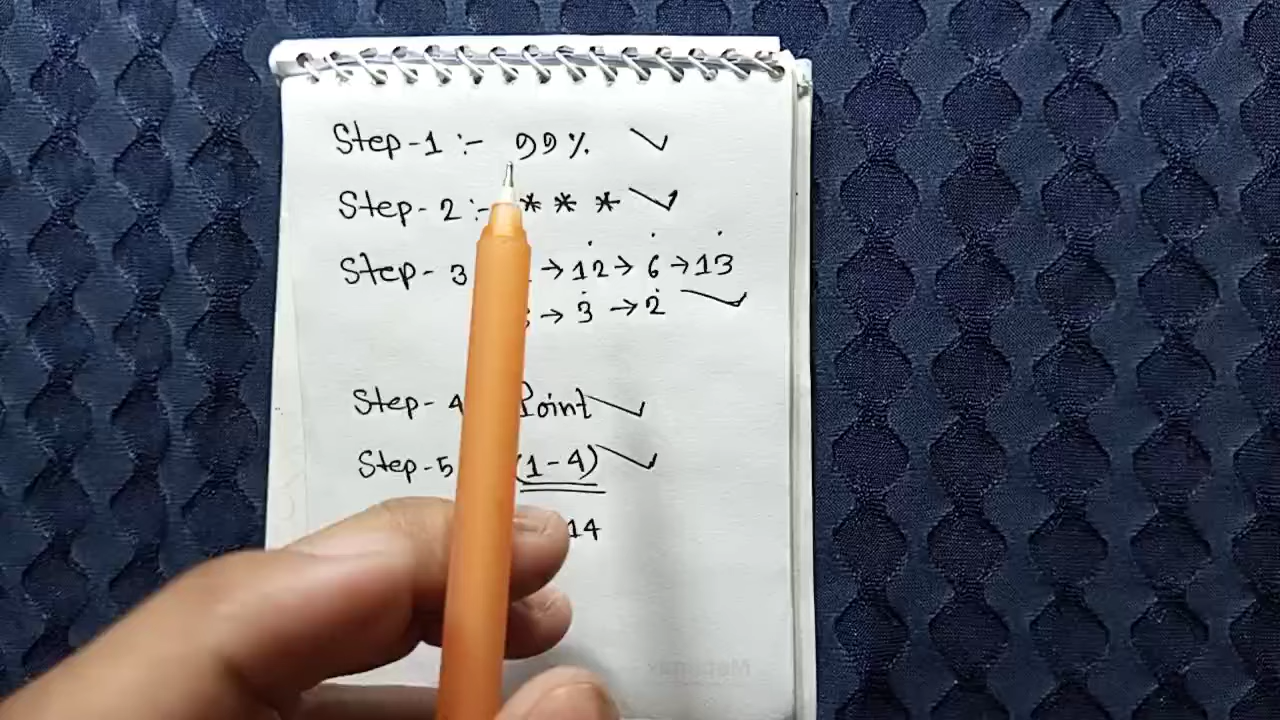 Step-1 :- 99% ✓
Step-2 :- * * * ✓
Step-3 → 12 → 6 → 13
→ 3 → 2 ✓
Step-4 Point ✓
Step-5 (1-4) ✓
14